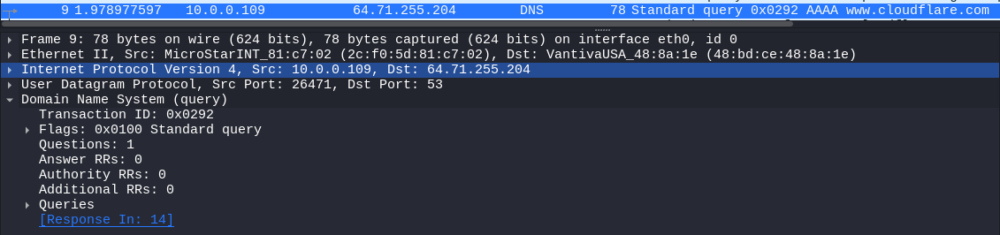 9 1.978977597 10.0.0.109 64.71.255.204 DNS 78 Standard query 0x0292 AAAA www.cloudflare.com
Frame 9: 78 bytes on wire (624 bits), 78 bytes captured (624 bits) on interface eth0, id 0
Ethernet II, Src: MicroStarINT_81:c7:02 (2c:f0:5d:81:c7:02), Dst: VantivaUSA_48:8a:1e (48:bd:ce:48:8a:1e)
Internet Protocol Version 4, Src: 10.0.0.109, Dst: 64.71.255.204
User Datagram Protocol, Src Port: 26471, Dst Port: 53
Domain Name System (query)
Transaction ID: 0x0292
Flags: 0x0100 Standard query
Questions: 1
Answer RRs: 0
Authority RRs: 0
Additional RRs: 0
Queries
[Response In: 14]